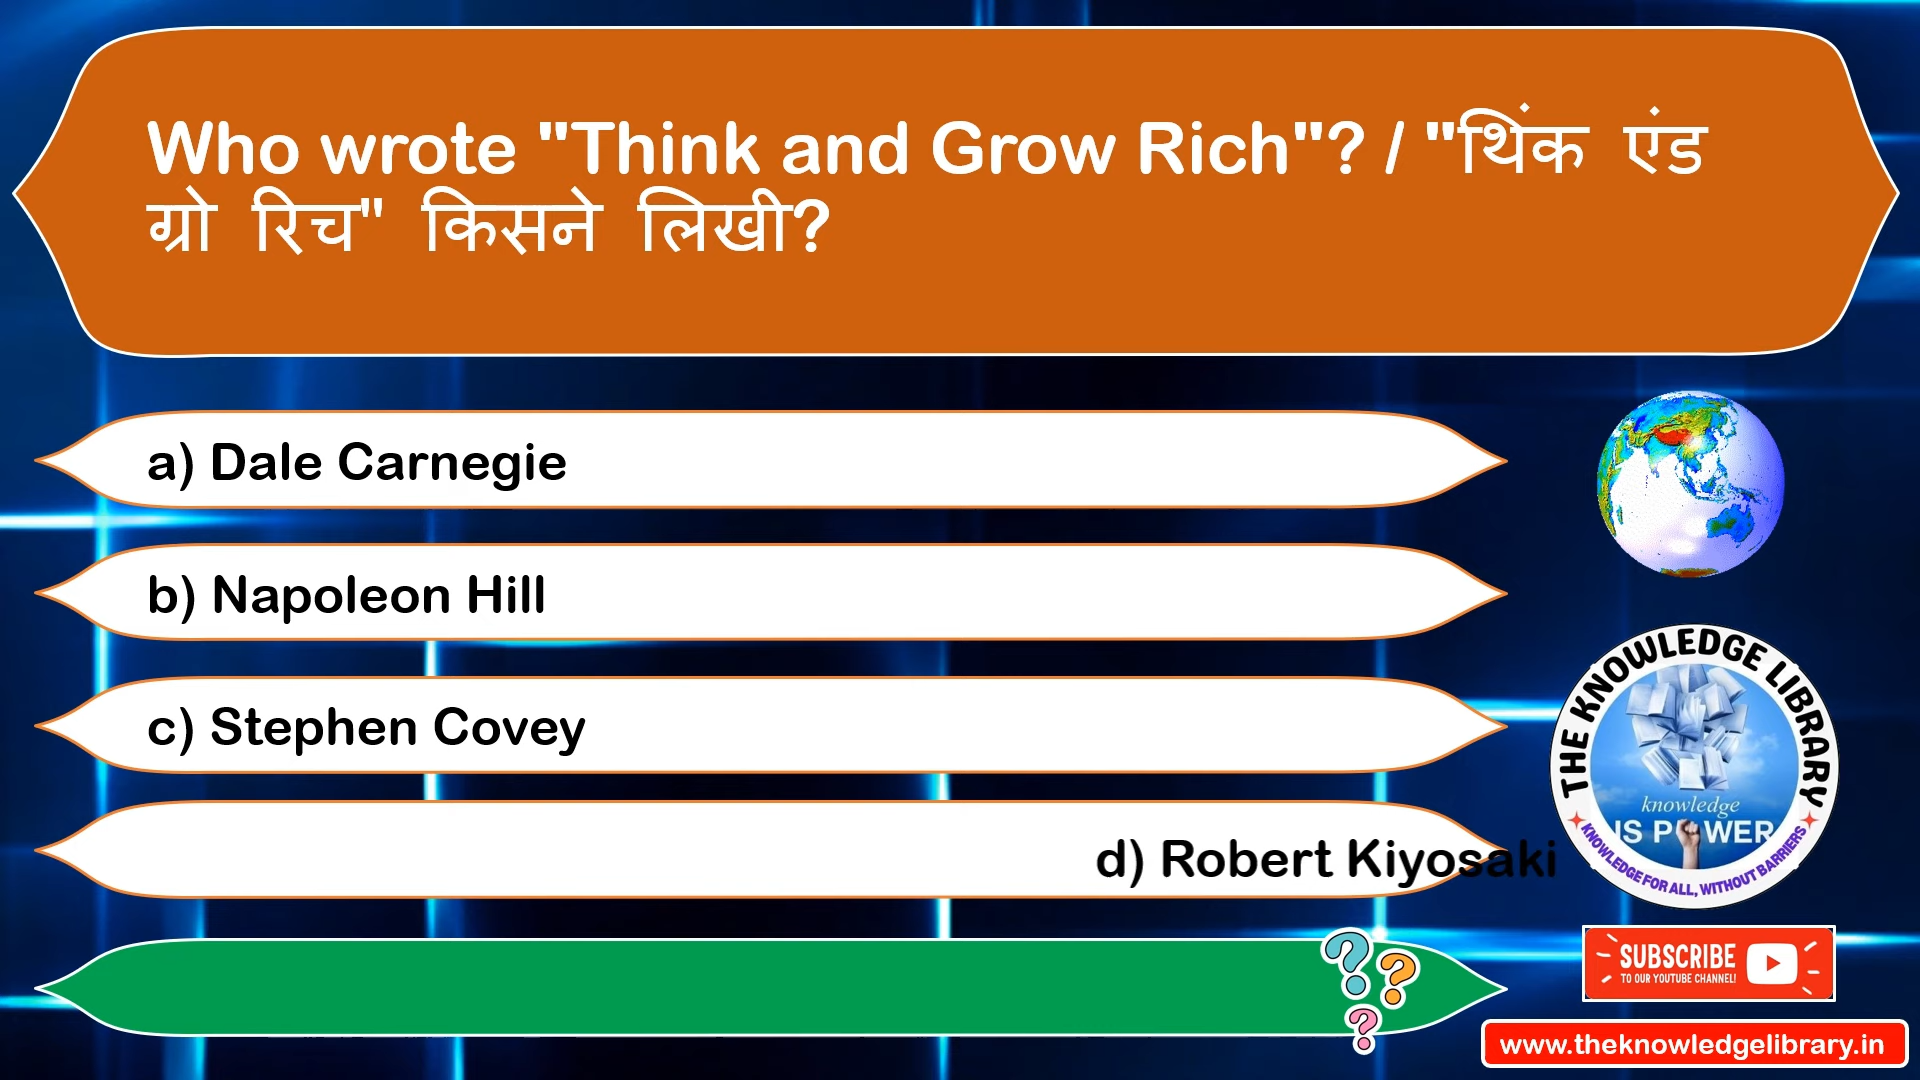 Who wrote "Think and Grow Rich"? / "थिंक एंड
ग्रो रिच" किसने लिखी?
a) Dale Carnegie
b) Napoleon Hill
c) Stephen Covey
d) Robert Kiyosaki
THE KNOWLEDGE LIBRARY
knowledge
IS POWER
KNOWLEDGE FOR ALL, WITHOUT BARRIERS
SUBSCRIBE
TO OUR YOUTUBE CHANNEL!
www.theknowledgelibrary.in